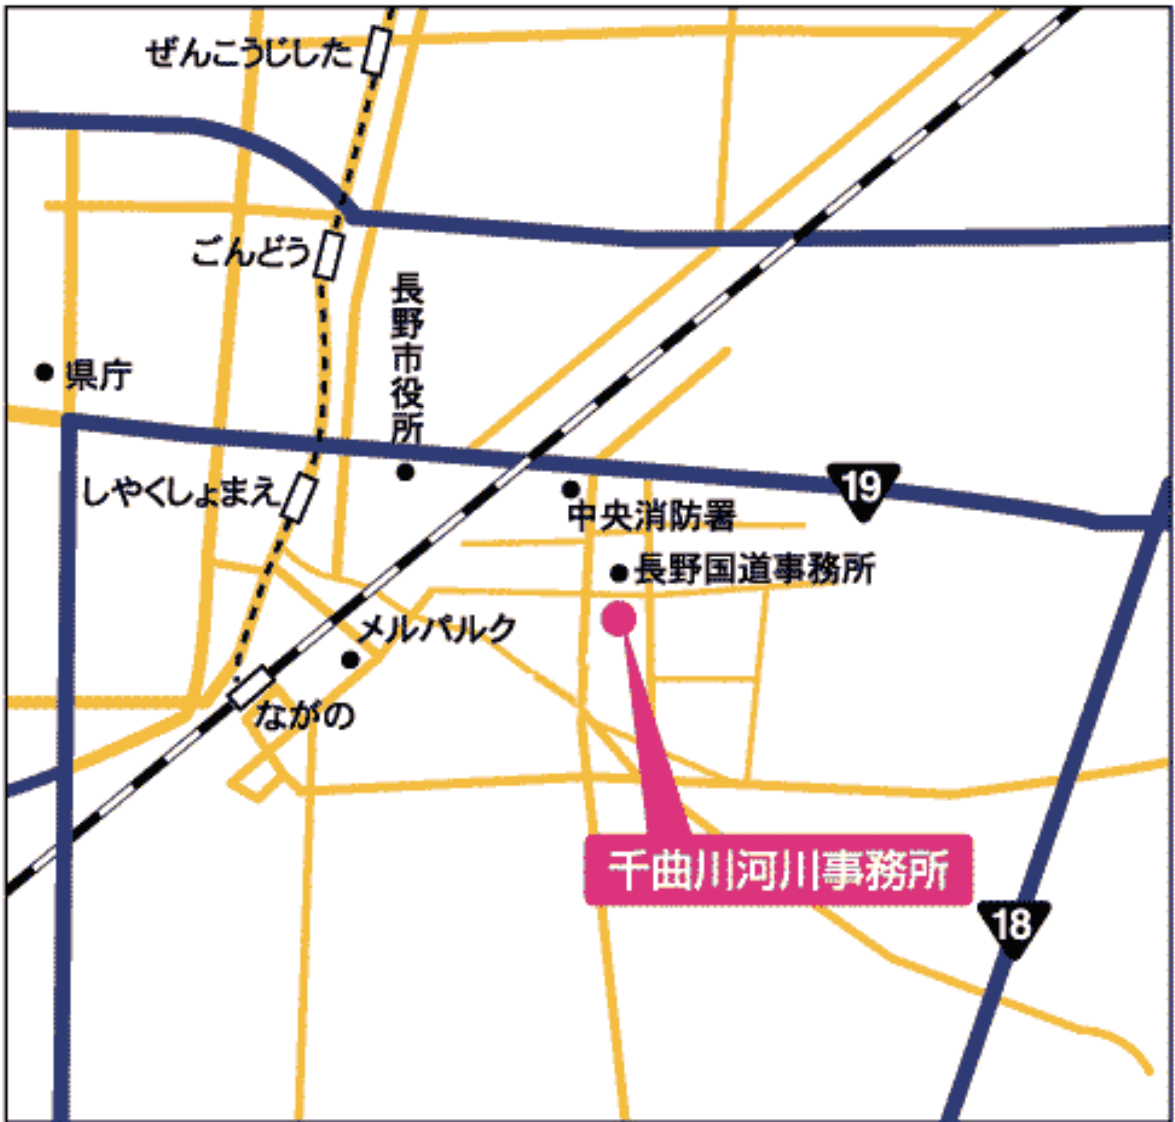 ぜんこうじした
ごんどう
長野市役所
県庁
しやくしょまえ
19
中央消防署
長野国道事務所
メルパルク
ながの
千曲川河川事務所
18